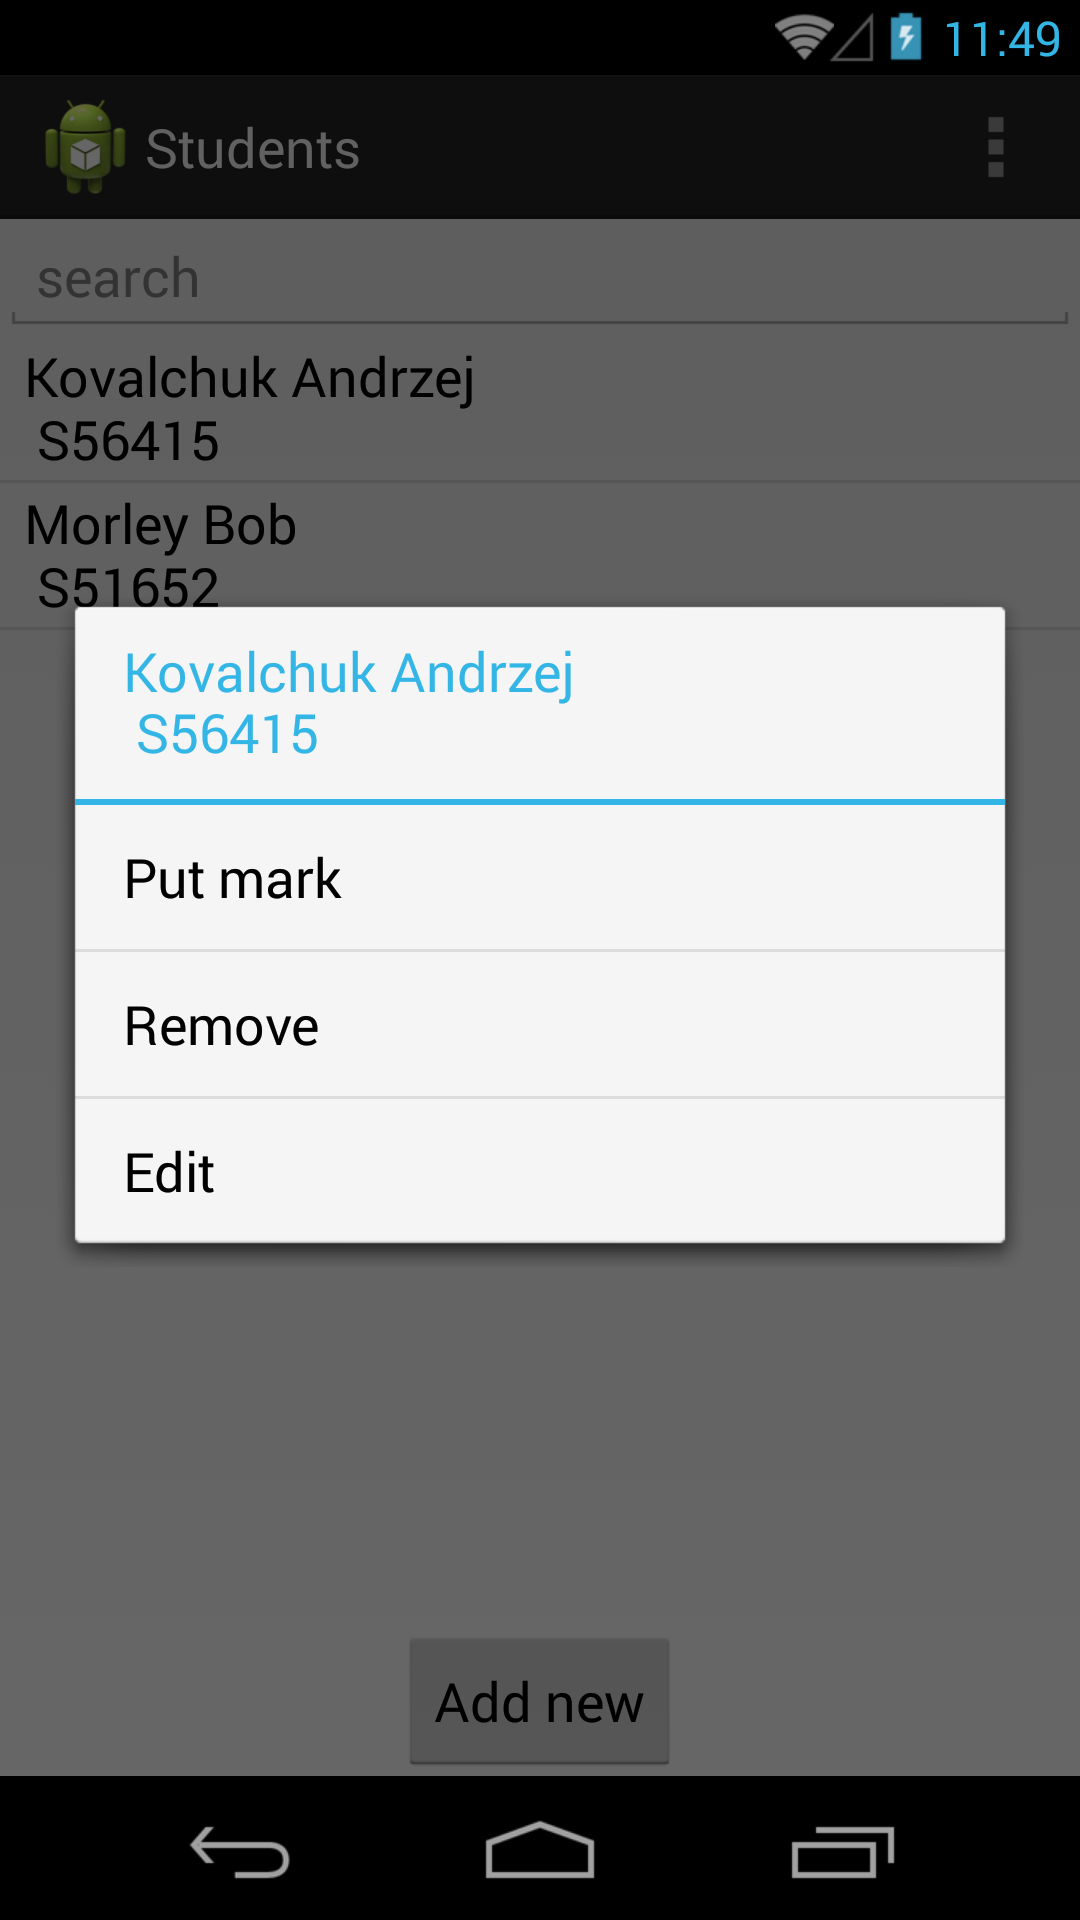 11:49
Students
search
Kovalchuk Andrzej
S56415
Morley Bob
S51652
Kovalchuk Andrzej
S56415
Put mark
Remove
Edit
Add new